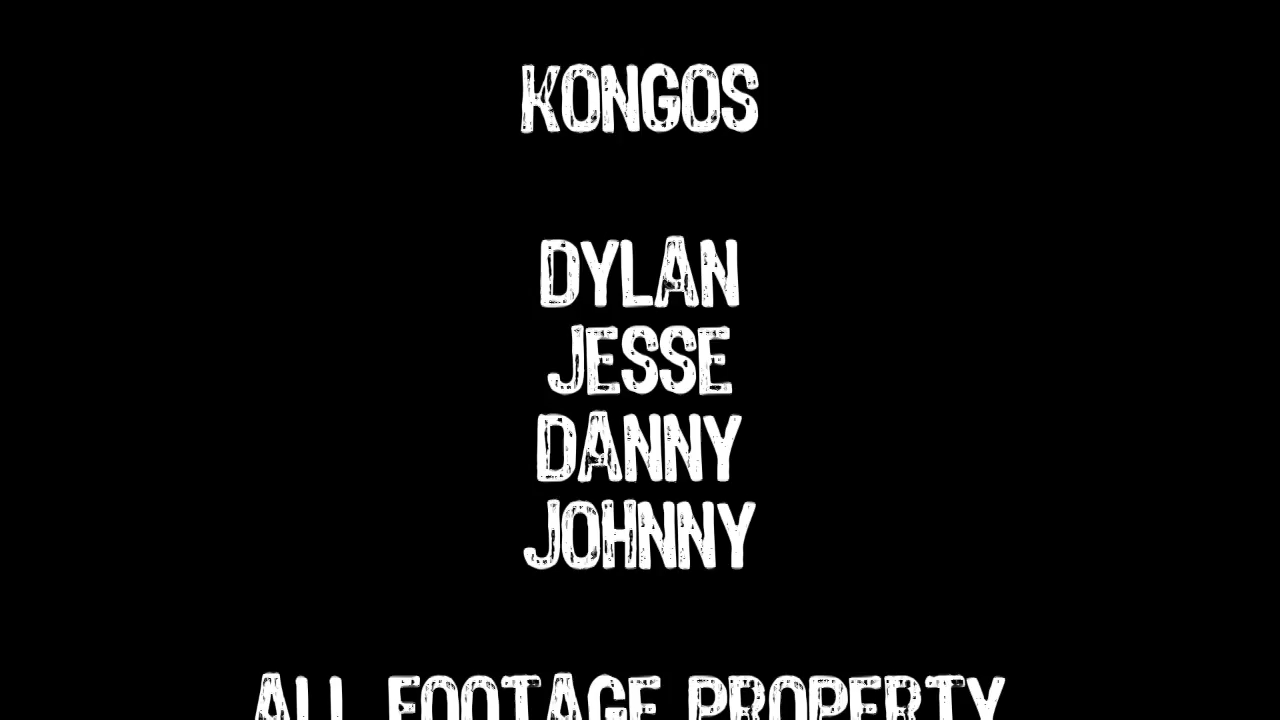 KONGOS
DYLAN
JESSE
DANNY
JOHNNY
ALL FOOTAGE PROPERTY